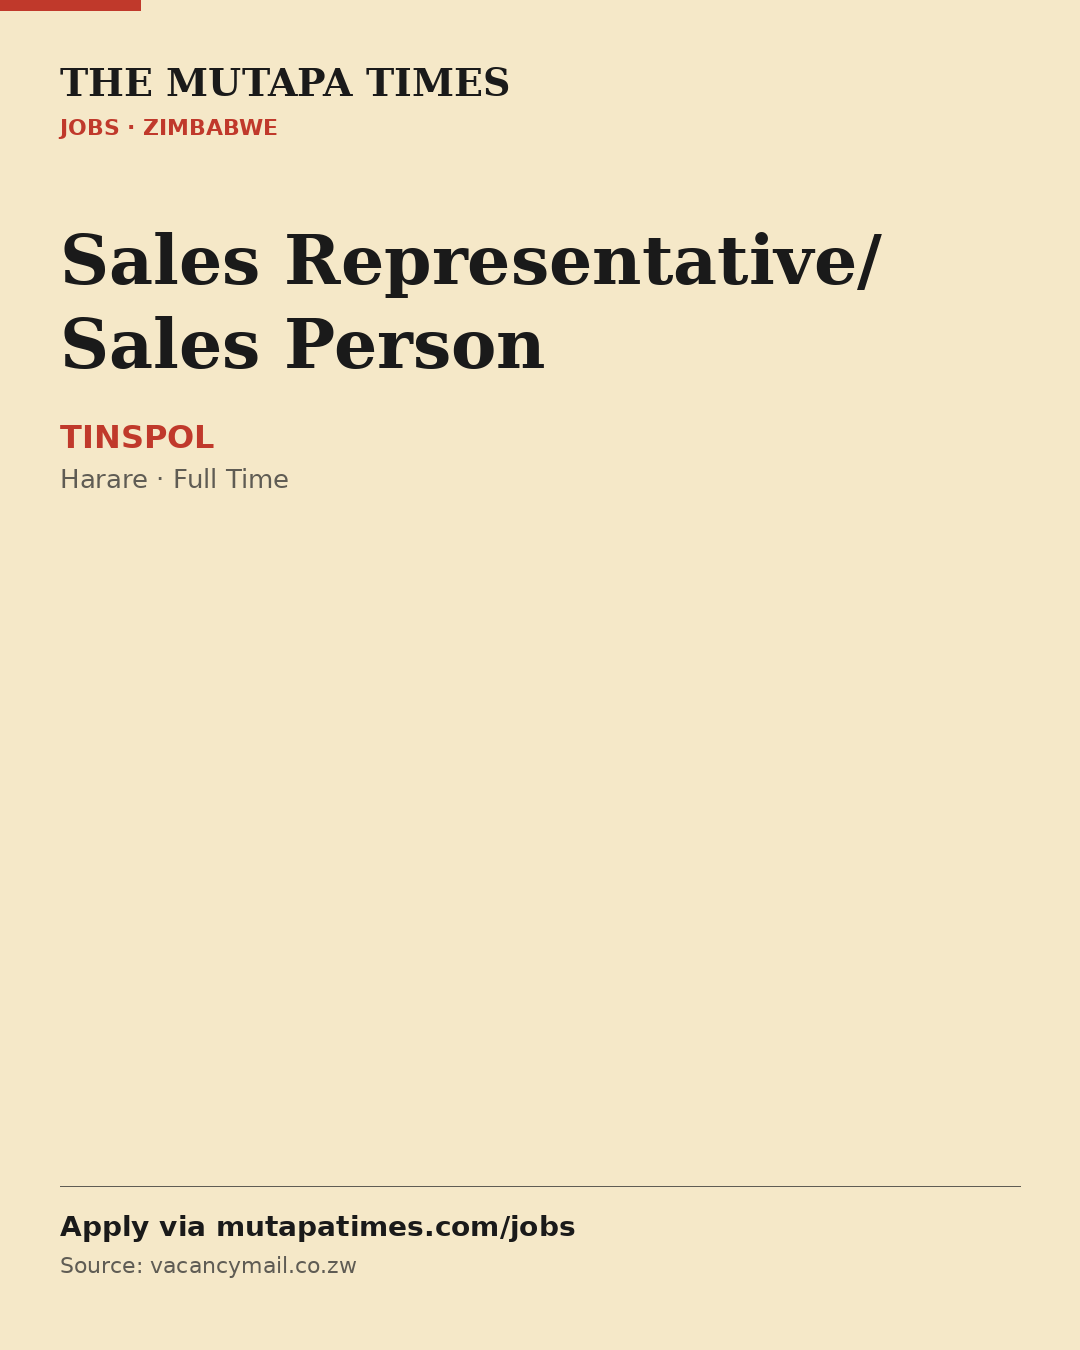 THE MUTAPA TIMES
JOBS · ZIMBABWE
Sales Representative/
Sales Person
TINSPOL
Harare · Full Time
Apply via mutapatimes.com/jobs
Source: vacancymail.co.zw